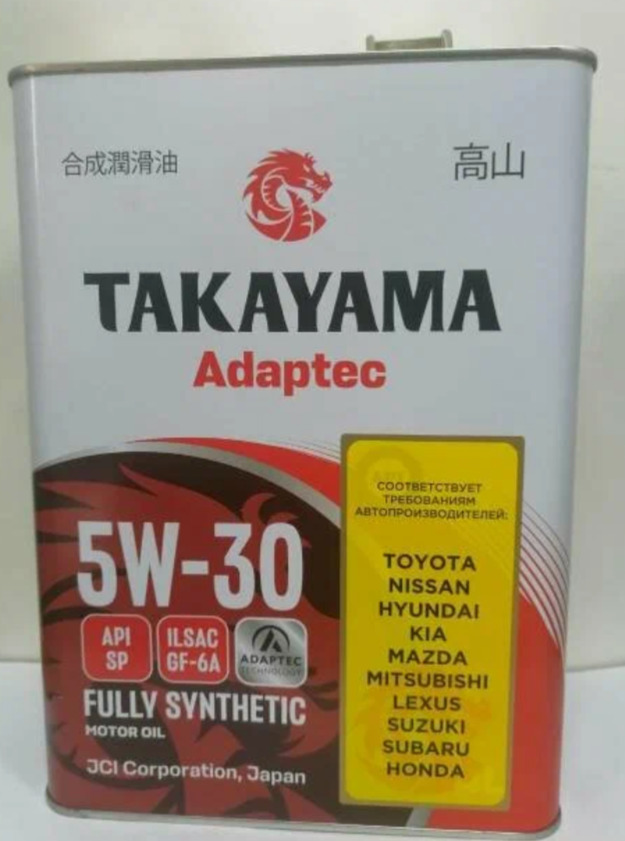 合成潤滑油
高山
TAKAYAMA
Adaptec
5W-30
API
SP
ILSAC
GF-6A
ADAPTEC
TECHNOLOGY
FULLY SYNTHETIC
MOTOR OIL
JCI Corporation, Japan
СООТВЕТСТВУЕТ
ТРЕБОВАНИЯМ
АВТОПРОИЗВОДИТЕЛЕЙ:
TOYOTA
NISSAN
HYUNDAI
KIA
MAZDA
MITSUBISHI
LEXUS
SUZUKI
SUBARU
HONDA